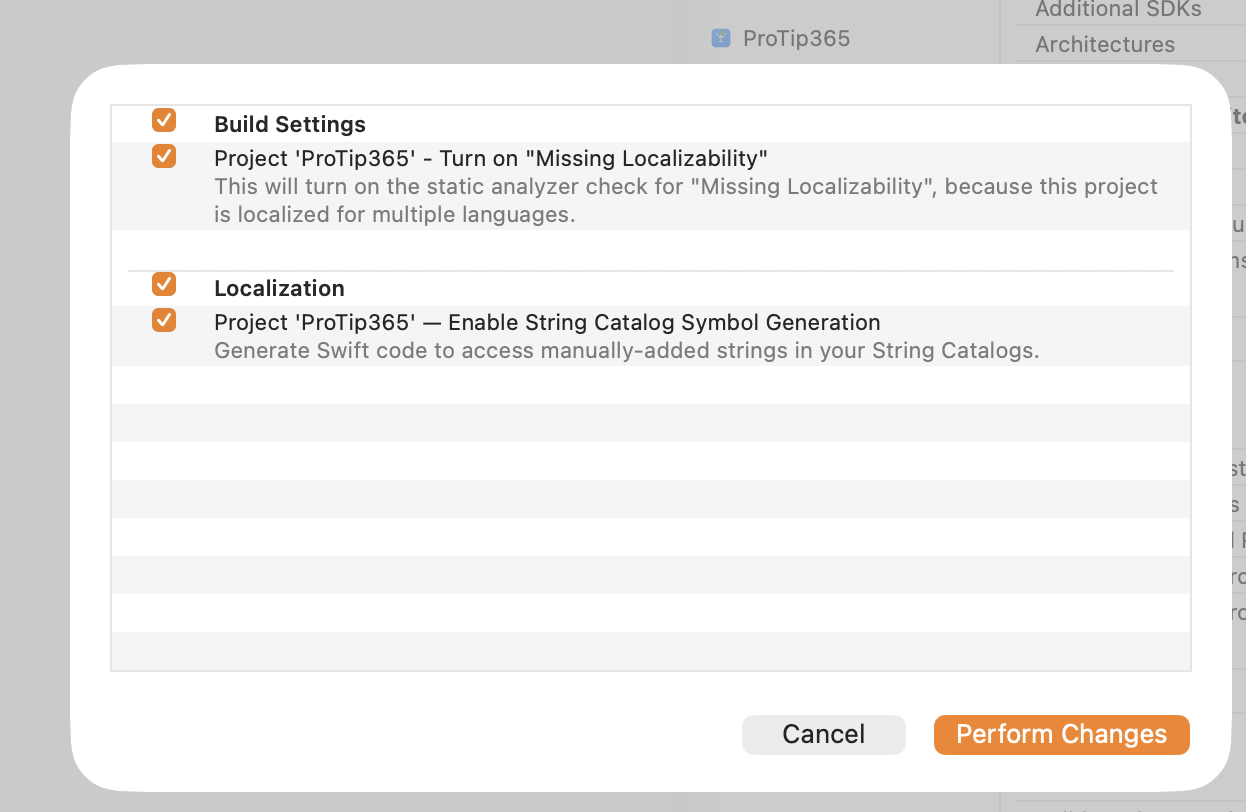 Additional SDKs
ProTip365
Architectures
Build Settings
Project 'ProTip365' - Turn on "Missing Localizability"
This will turn on the static analyzer check for "Missing Localizability", because this project
is localized for multiple languages.
Localization
Project 'ProTip365' — Enable String Catalog Symbol Generation
Generate Swift code to access manually-added strings in your String Catalogs.
Cancel
Perform Changes